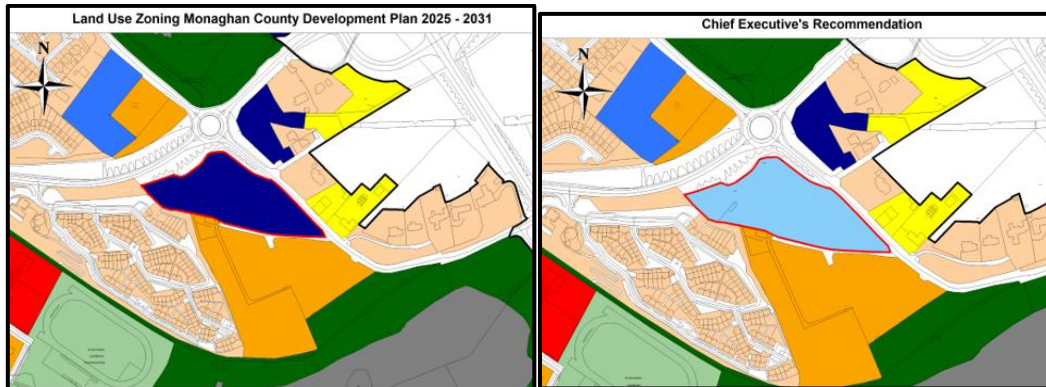 Land Use Zoning Monaghan County Development Plan 2025 - 2031
N
Chief Executive's Recommendation
N